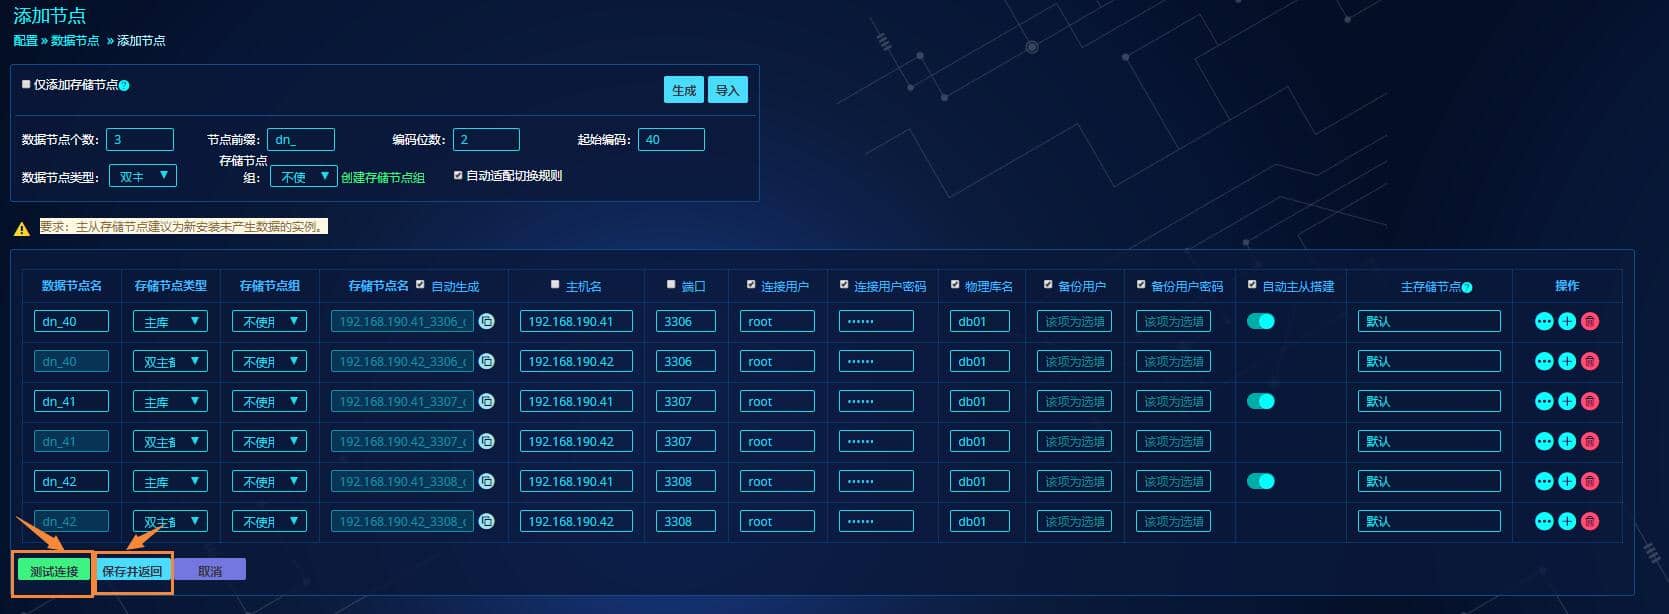 添加节点
配置 » 数据节点 » 添加节点
仅添加存储节点
生成 导入
数据节点个数: 3 节点前缀: dn_ 编码位数: 2 起始编码: 40
数据节点类型: 双主 存储节点组: 不使 创建存储节点组 自动适配切换规则
要求：主从存储节点建议为新安装未产生数据的实例。
数据节点名 存储节点类型 存储节点组 存储节点名 自动生成 主机名 端口 连接用户 连接用户密码 物理库名 备份用户 备份用户密码 自动主从搭建 主存储节点 操作
dn_40 主库 不使用 192.168.190.41_3306_ 192.168.190.41 3306 root •••••• db01 该项为选填 该项为选填 默认
dn_40 双主备 不使用 192.168.190.42_3306_ 192.168.190.42 3306 root •••••• db01 该项为选填 该项为选填 默认
dn_41 主库 不使用 192.168.190.41_3307_ 192.168.190.41 3307 root •••••• db01 该项为选填 该项为选填 默认
dn_41 双主备 不使用 192.168.190.42_3307_ 192.168.190.42 3307 root •••••• db01 该项为选填 该项为选填 默认
dn_42 主库 不使用 192.168.190.41_3308_ 192.168.190.41 3308 root •••••• db01 该项为选填 该项为选填 默认
dn_42 双主备 不使用 192.168.190.42_3308_ 192.168.190.42 3308 root •••••• db01 该项为选填 该项为选填 默认
测试连接 保存并返回 取消